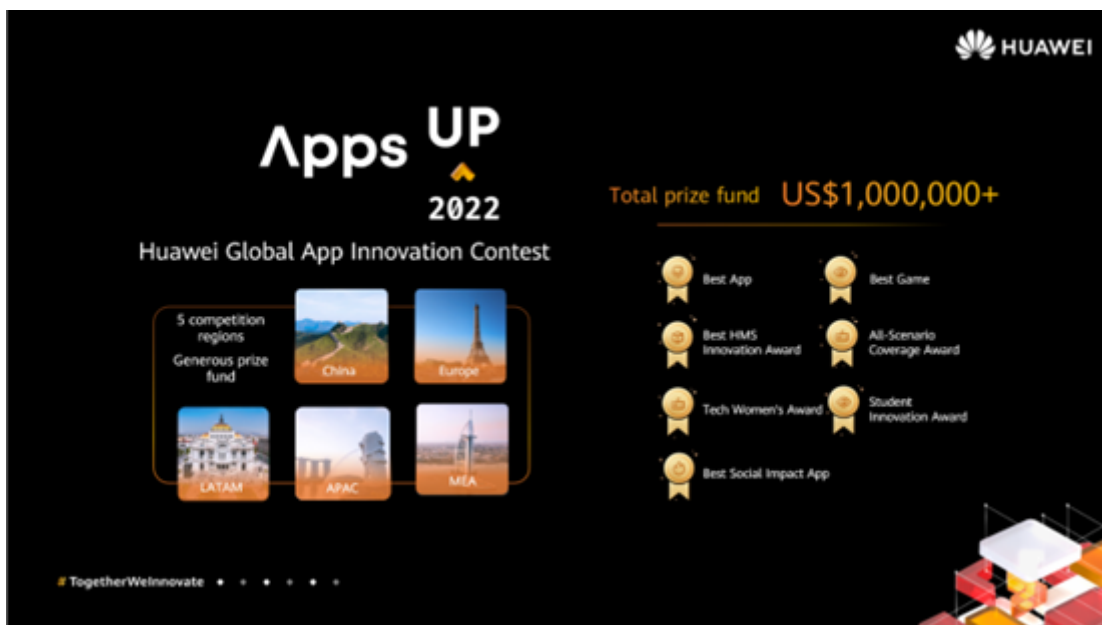 HUAWEI
Apps UP
2022
Huawei Global App Innovation Contest
5 competition
regions
Generous prize
fund
China
Europe
LATAM
APAC
MEA
Total prize fund US$1,000,000+
Best App
Best Game
Best HMS
Innovation Award
All-Scenario
Coverage Award
Tech Women's Award
Student
Innovation Award
Best Social Impact App
#TogetherWeInnovate